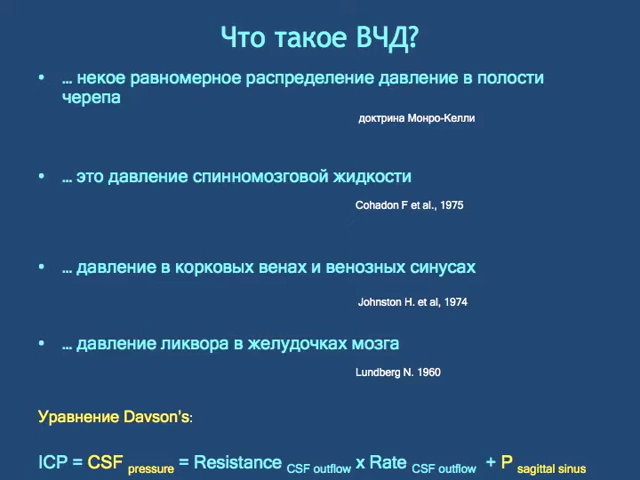 Что такое ВЧД?
• ... некое равномерное распределение давление в полости
черепа
доктрина Монро-Келли
• ... это давление спинномозговой жидкости
Cohadon F et al., 1975
• ... давление в корковых венах и венозных синусах
Johnston H. et al, 1974
• ... давление ликвора в желудочках мозга
Lundberg N. 1960
Уравнение Davson's:
ICP = CSF pressure = Resistance CSF outflow x Rate CSF outflow + P sagittal sinus